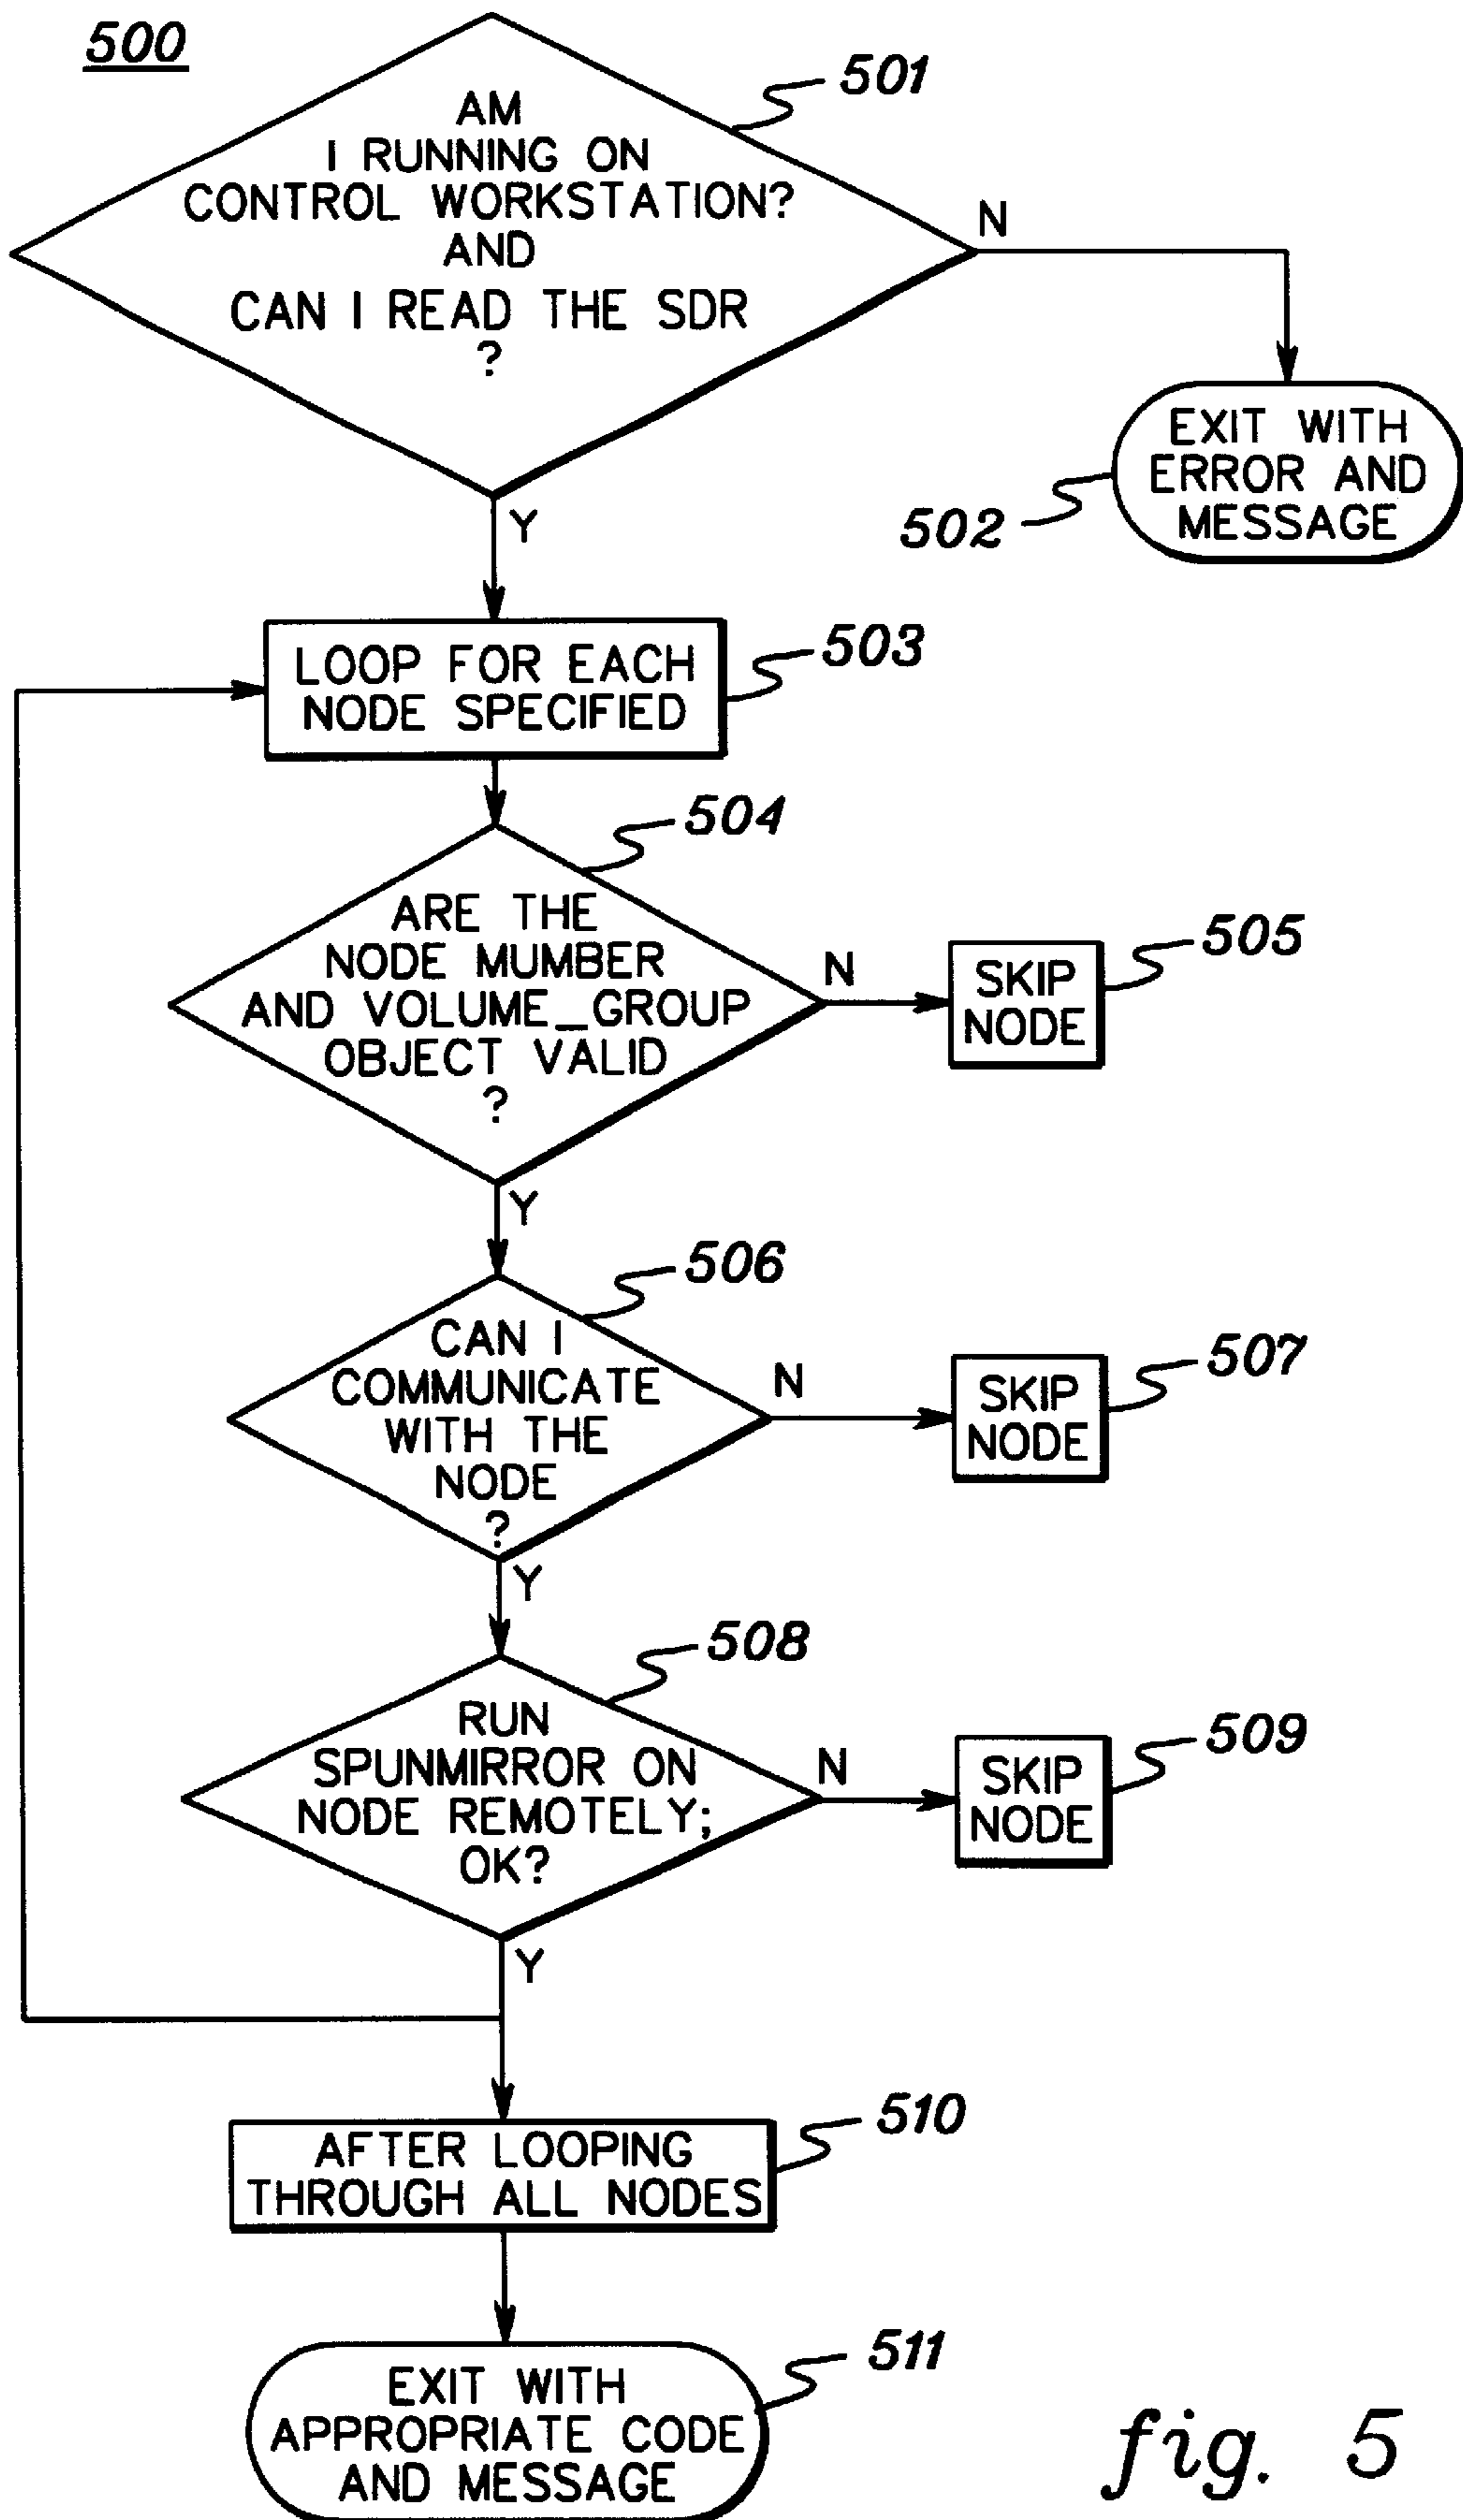 500
501
AM
I RUNNING ON
CONTROL WORKSTATION?
AND
CAN I READ THE SDR
?
N
Y
EXIT WITH
ERROR AND
MESSAGE
502
LOOP FOR EACH
NODE SPECIFIED
503
504
ARE THE
NODE MUMBER
AND VOLUME_GROUP
OBJECT VALID
?
N
Y
SKIP
NODE
505
506
CAN I
COMMUNICATE
WITH THE
NODE
?
N
Y
SKIP
NODE
507
508
RUN
SPUNMIRROR ON
NODE REMOTELY;
OK?
N
Y
SKIP
NODE
509
AFTER LOOPING
THROUGH ALL NODES
510
EXIT WITH
APPROPRIATE CODE
AND MESSAGE
511
fig. 5